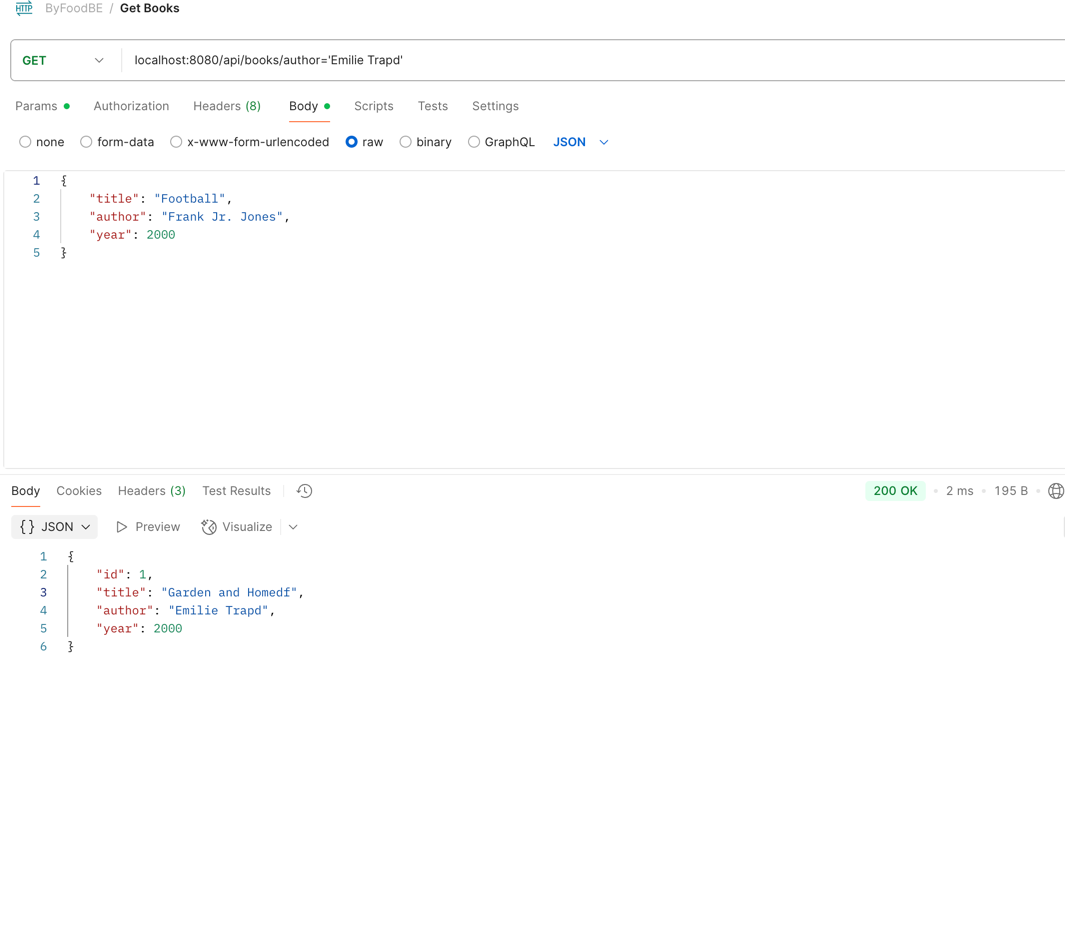 HTTP ByFoodBE / Get Books
GET localhost:8080/api/books/author='Emilie Trapd'
Params Authorization Headers (8) Body Scripts Tests Settings
none form-data x-www-form-urlencoded raw binary GraphQL JSON
1 {
2 "title": "Football",
3 "author": "Frank Jr. Jones",
4 "year": 2000
5 }
Body Cookies Headers (3) Test Results 200 OK 2 ms 195 B
{} JSON Preview Visualize
1 {
2 "id": 1,
3 "title": "Garden and Homedf",
4 "author": "Emilie Trapd",
5 "year": 2000
6 }